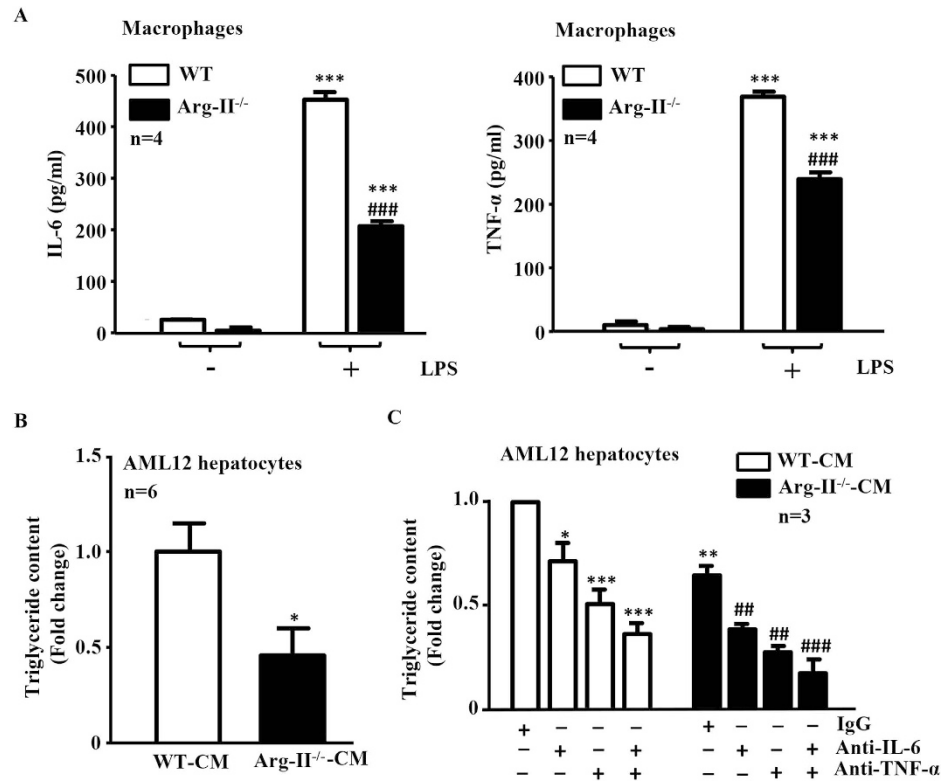 A
Macrophages
WT
Arg-II-/-
n=4
IL-6 (pg/ml)
500
400
300
200
100
0
***
***
###
-
+
LPS
Macrophages
WT
Arg-II-/-
n=4
TNF-α (pg/ml)
400
300
200
100
0
***
***
###
-
+
LPS
B
AML12 hepatocytes
n=6
Triglyceride content
(Fold change)
1.5
1.0
0.5
0
*
WT-CM
Arg-II-/--CM
C
AML12 hepatocytes
WT-CM
Arg-II-/--CM
n=3
Triglyceride content
(Fold change)
1.0
0.5
0
*
***
***
**
##
##
###
+ – – – + – – – IgG
– + – + – + – + Anti-IL-6
– – + + – – + + Anti-TNF-α